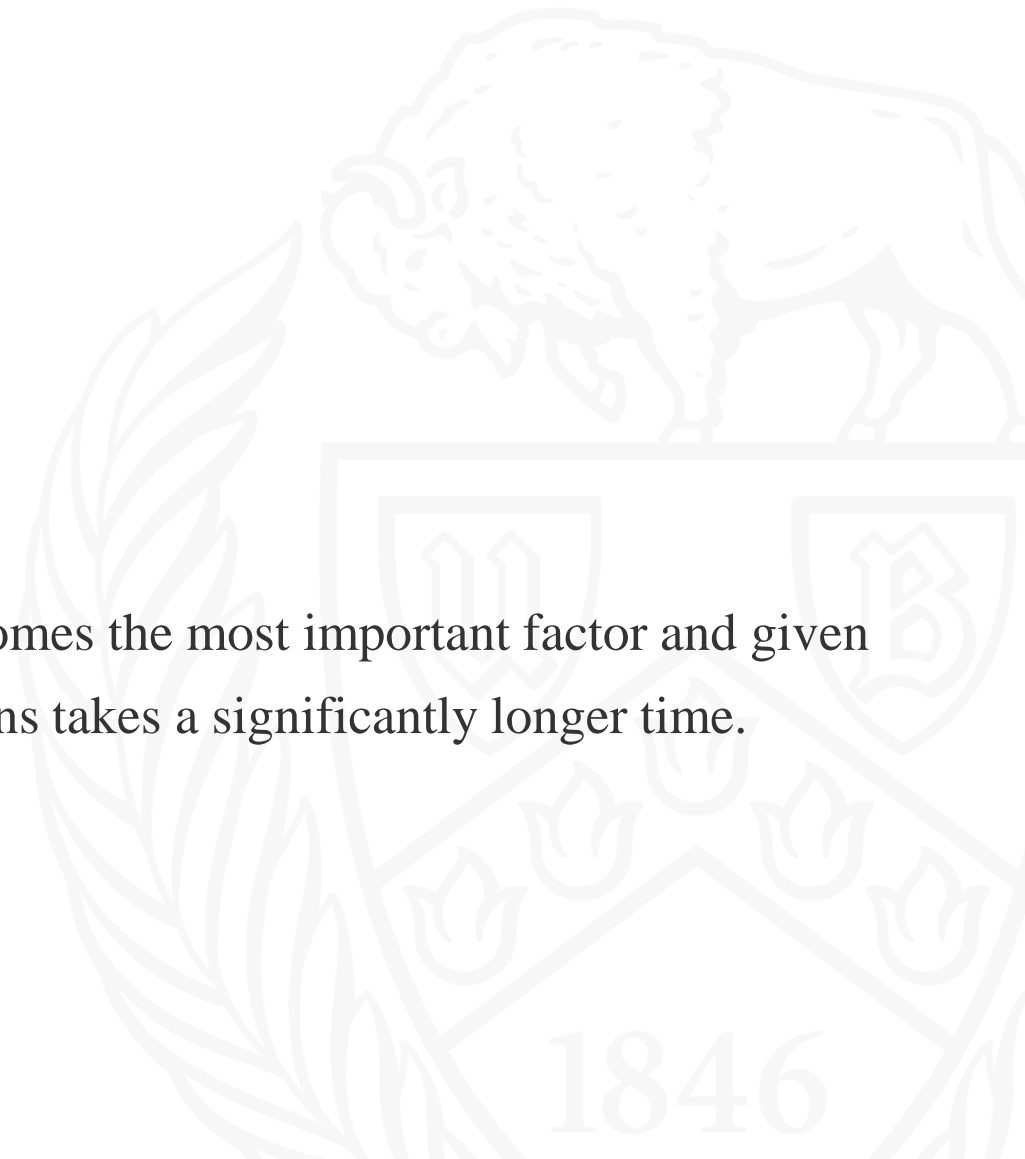 U B
omes the most important factor and given
ns takes a significantly longer time.
1846